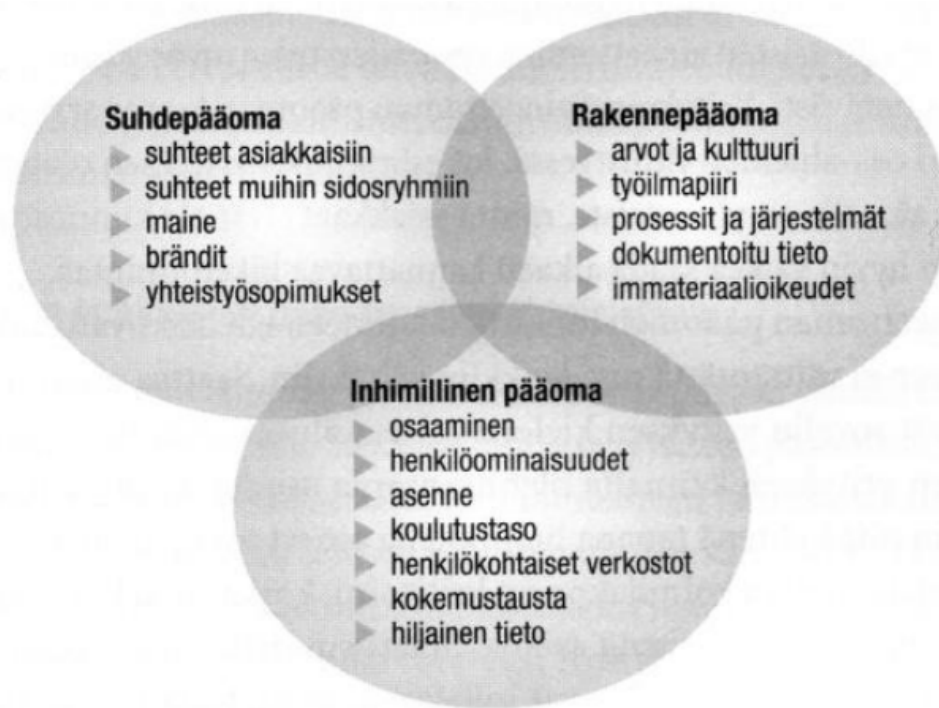 Suhdepääoma
suhteet asiakkaisiin
suhteet muihin sidosryhmiin
maine
brändit
yhteistyösopimukset
Rakennepääoma
arvot ja kulttuuri
työilmapiiri
prosessit ja järjestelmät
dokumentoitu tieto
immateriaalioikeudet
Inhimillinen pääoma
osaaminen
henkilöominaisuudet
asenne
koulutustaso
henkilökohtaiset verkostot
kokemustausta
hiljainen tieto